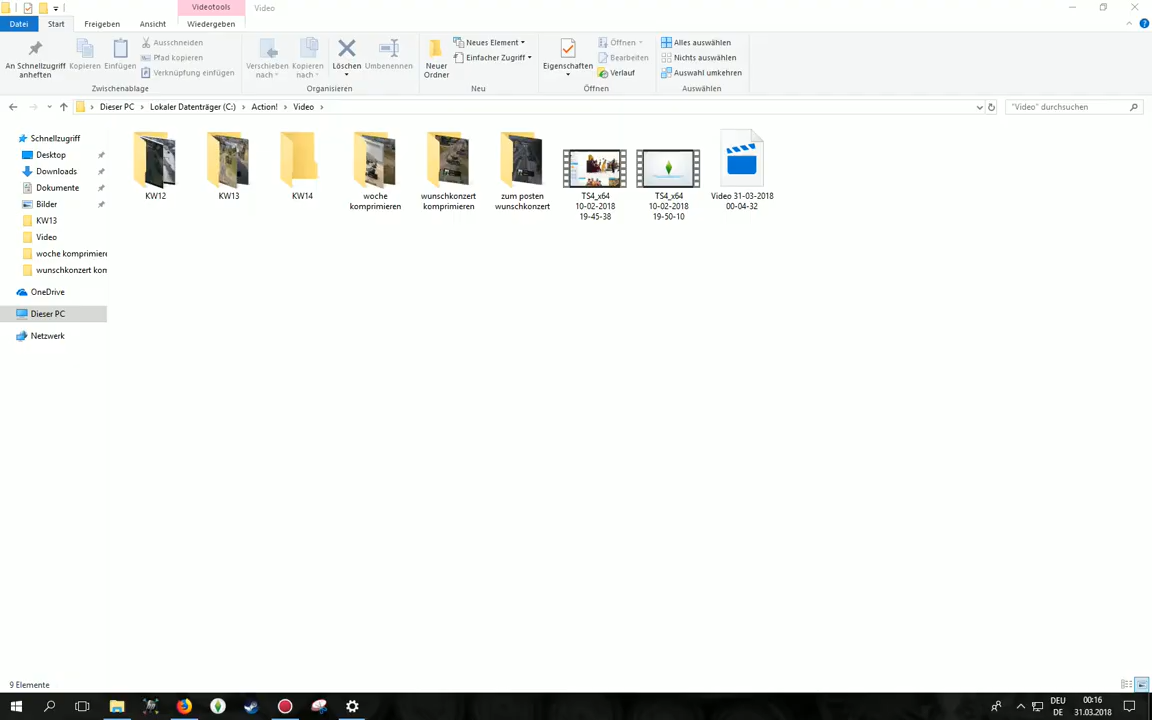 Videotools Video
Datei Start Freigeben Ansicht Wiedergeben
An Schnellzugriff
anheften
Kopieren
Einfügen
Ausschneiden
Pfad kopieren
Verknüpfung einfügen
Zwischenablage
Verschieben
nach
Kopieren
nach
Löschen
Umbenennen
Organisieren
Neuer
Ordner
Neues Element
Einfacher Zugriff
Neu
Eigenschaften
Öffnen
Bearbeiten
Verlauf
Öffnen
Alles auswählen
Nichts auswählen
Auswahl umkehren
Auswählen
Dieser PC > Lokaler Datenträger (C:) > Action! > Video >
"Video" durchsuchen
Schnellzugriff
Desktop
Downloads
Dokumente
Bilder
KW13
Video
woche komprimiere
wunschkonzert kom
OneDrive
Dieser PC
Netzwerk
KW12
KW13
KW14
woche
komprimieren
wunschkonzert
komprimieren
zum posten
wunschkonzert
TS4_x64
10-02-2018
19-45-38
TS4_x64
10-02-2018
19-50-10
Video 31-03-2018
00-04-32
9 Elemente
DEU
DE
00:16
31.03.2018